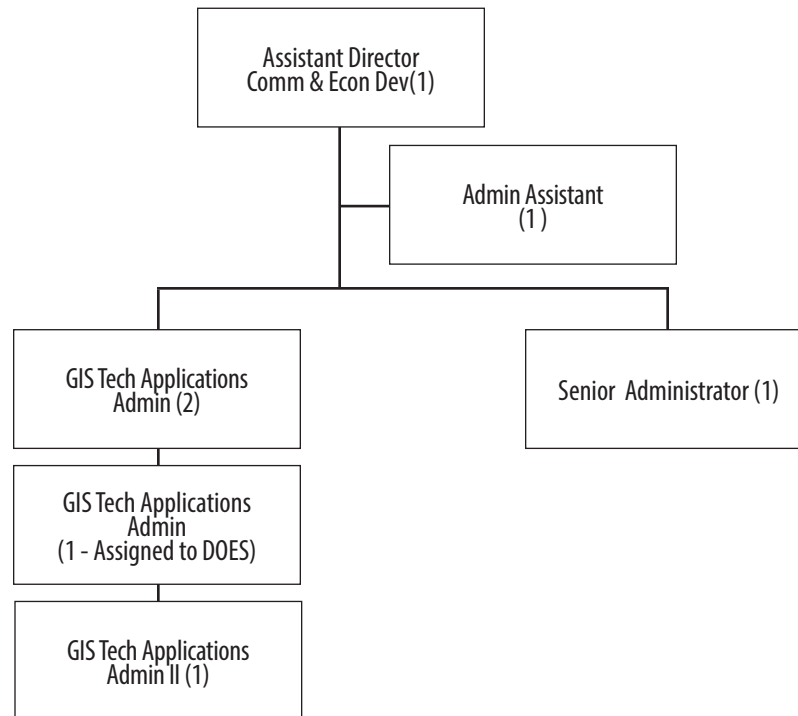 Assistant Director
Comm & Econ Dev(1)
Admin Assistant
(1 )
GIS Tech Applications
Admin (2)
Senior Administrator (1)
GIS Tech Applications
Admin
(1 - Assigned to DOES)
GIS Tech Applications
Admin II (1)